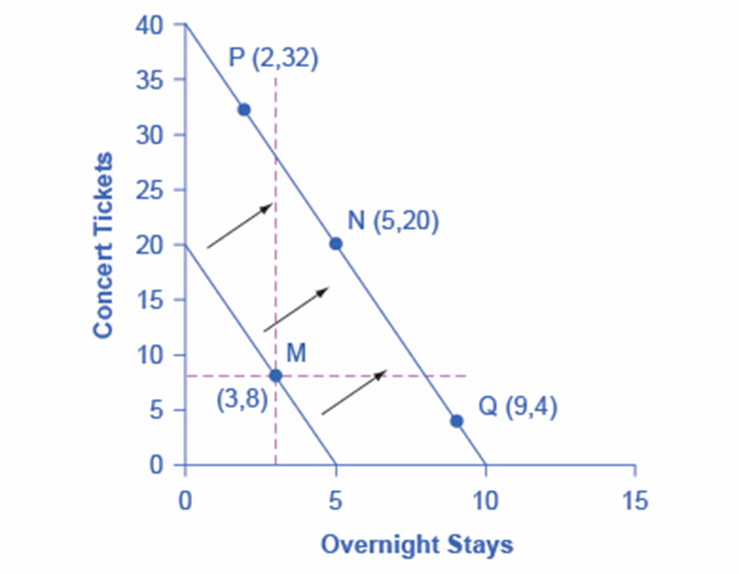 40
P (2,32)
35
30
25
N (5,20)
20
15
10
M
(3,8)
5
Q (9,4)
0
0 5 10 15
Concert Tickets
Overnight Stays